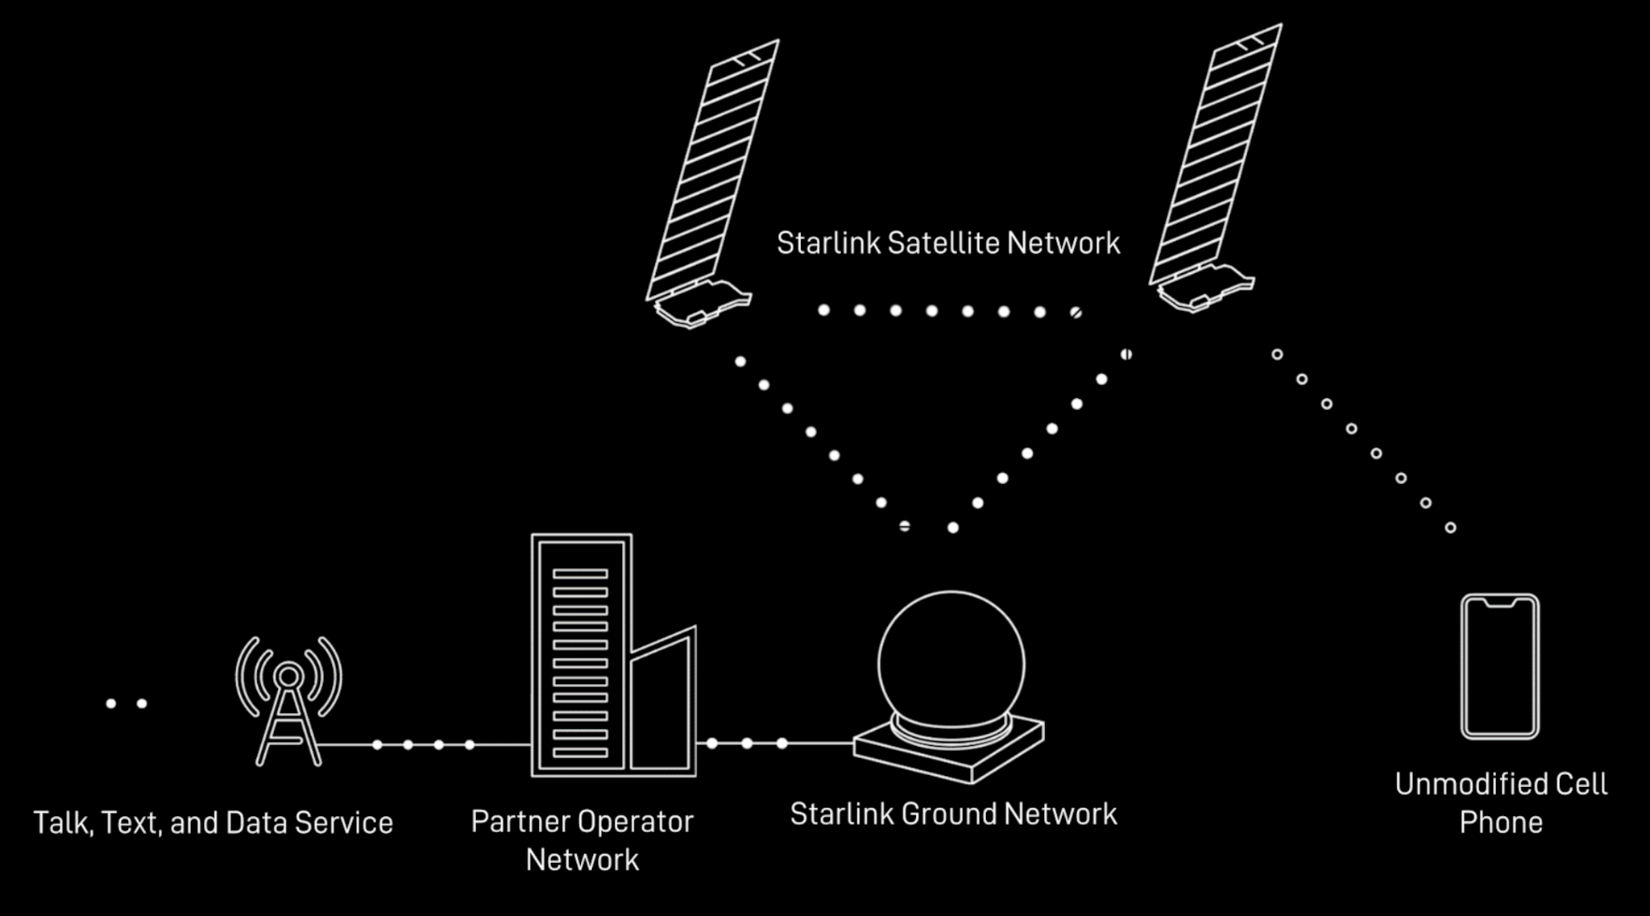 Starlink Satellite Network
Talk, Text, and Data Service
Partner Operator
Network
Starlink Ground Network
Unmodified Cell
Phone